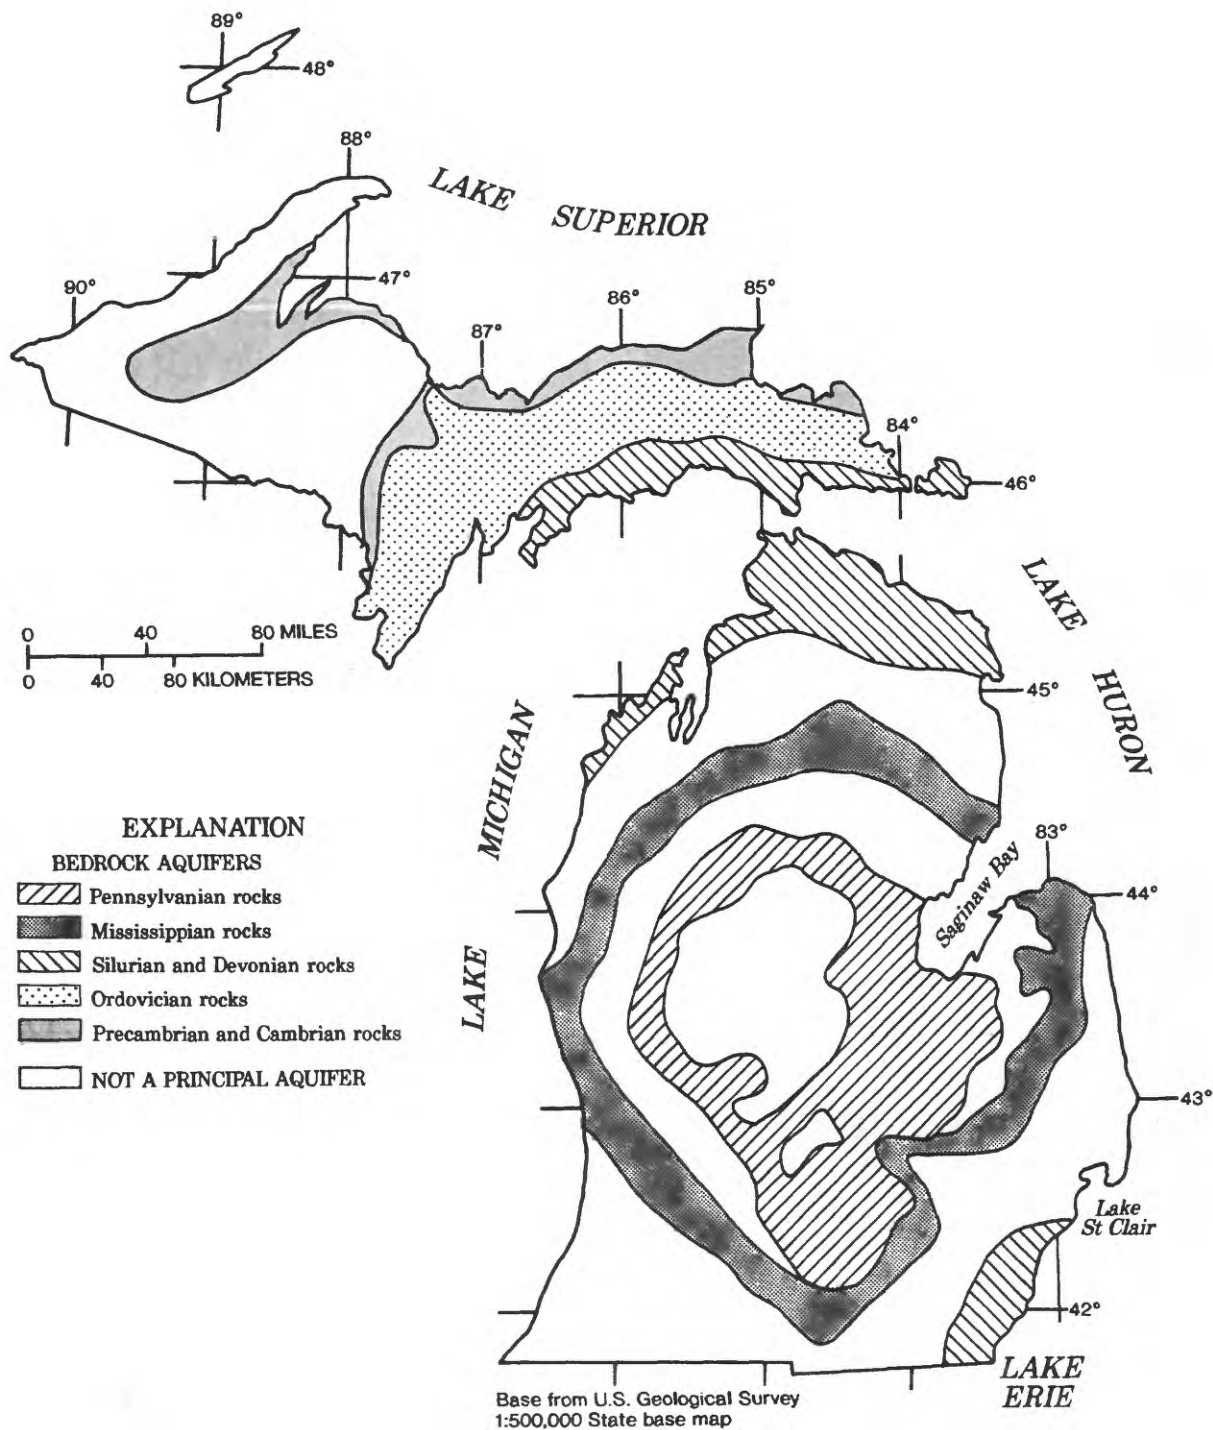 89°
48°
88°
LAKE SUPERIOR
47°
90°
86°
85°
87°
84°
46°
LAKE HURON
0 40 80 MILES
0 40 80 KILOMETERS
45°
LAKE MICHIGAN
EXPLANATION
BEDROCK AQUIFERS
Pennsylvanian rocks
Mississippian rocks
Silurian and Devonian rocks
Ordovician rocks
Precambrian and Cambrian rocks
NOT A PRINCIPAL AQUIFER
83°
Saginaw Bay
44°
43°
Lake
St Clair
42°
LAKE
ERIE
Base from U.S. Geological Survey
1:500,000 State base map